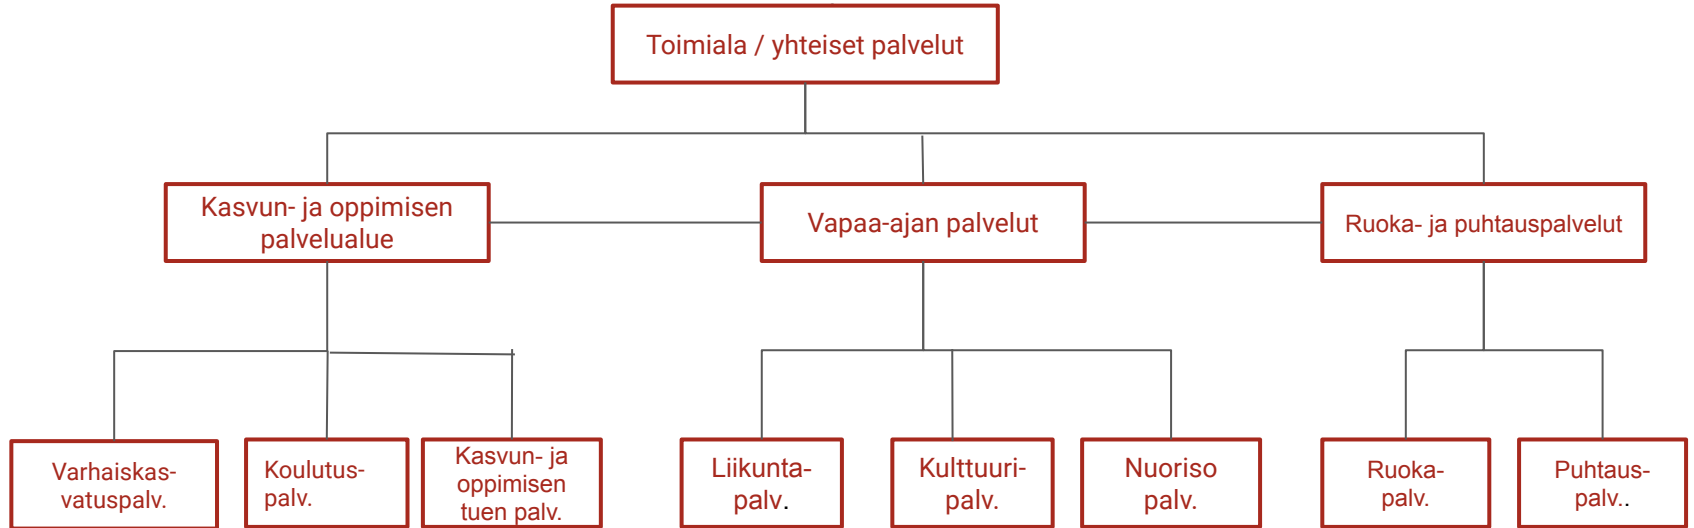 Toimiala / yhteiset palvelut
Kasvun- ja oppimisen
palvelualue
Vapaa-ajan palvelut
Ruoka- ja puhtauspalvelut
Varhaiskas-
vatuspalv.
Koulutus-
palv.
Kasvun- ja
oppimisen
tuen palv.
Liikunta-
palv.
Kulttuuri-
palv.
Nuoriso
palv.
Ruoka-
palv.
Puhtaus-
palv..